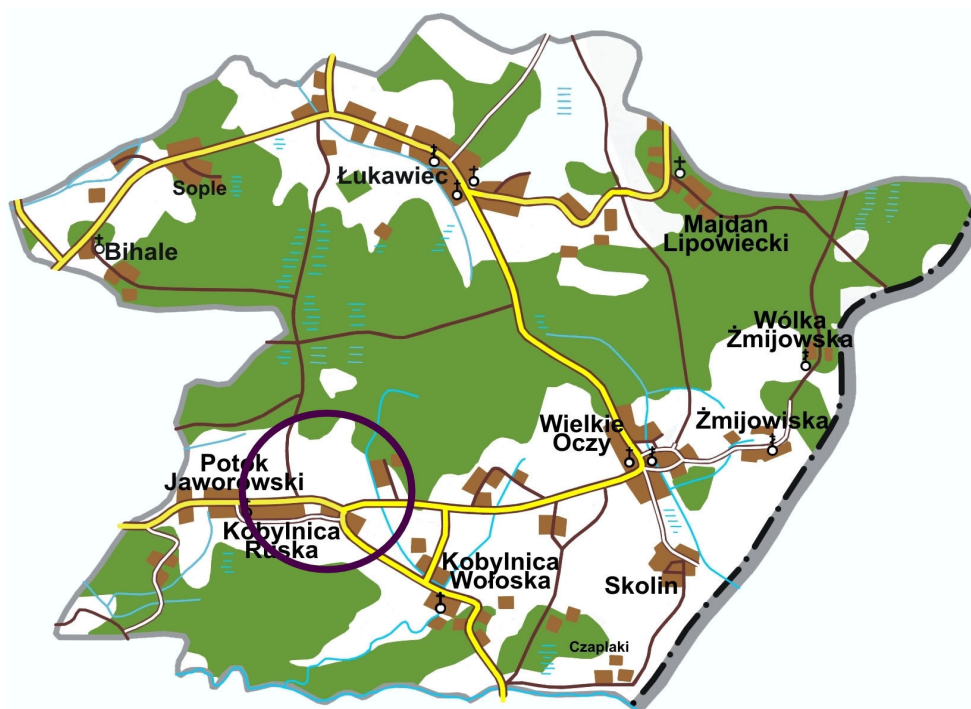 Łukawiec
Sople
Bihale
Majdan
Lipowiecki
Wólka
Żmijowska
Wielkie
Oczy
Żmijowiska
Potok
Jaworowski
Kobylnica
Ruska
Kobylnica
Wołoska
Skolin
Czaplaki